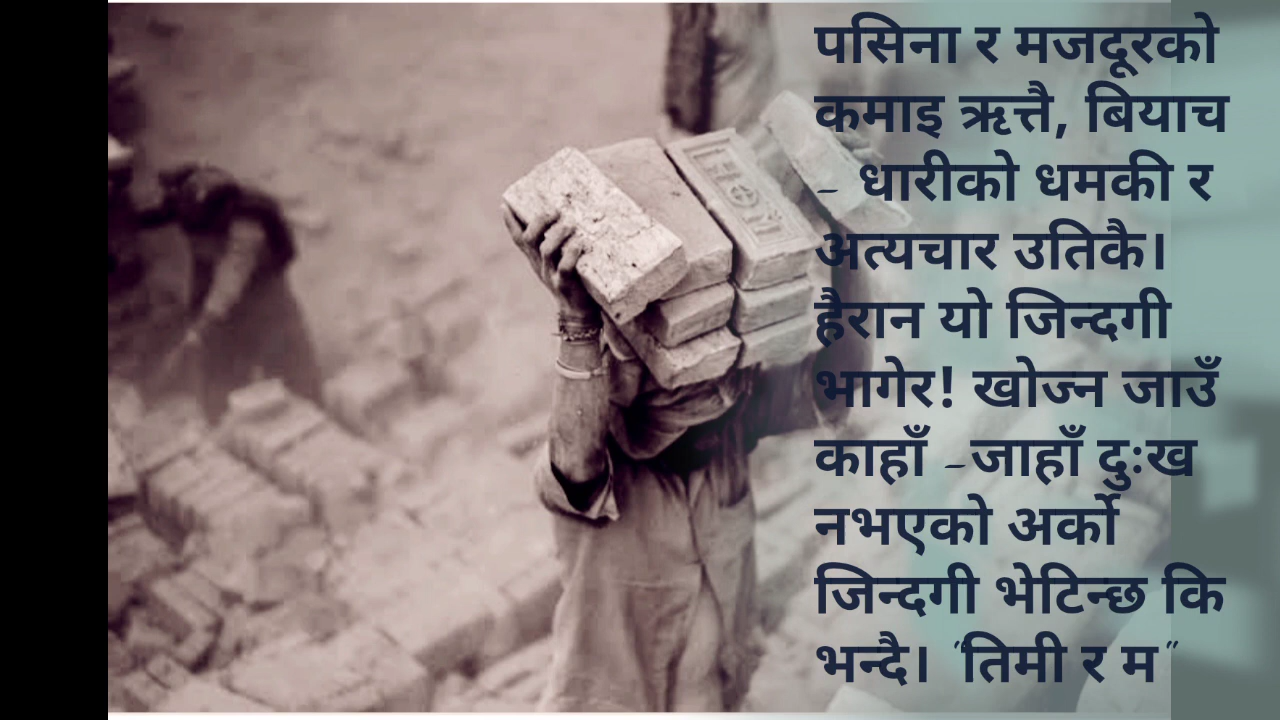 पसिना र मजदूरको
कमाइ ऋत्तै, बियाच
- धारीको धमकी र
अत्यचार उतिकै।
हैरान यो जिन्दगी
भागेर! खोज्न जाउँ
काहाँ -जाहाँ दुःख
नभएको अर्को
जिन्दगी भेटिन्छ कि
भन्दै। "तिमी र म"